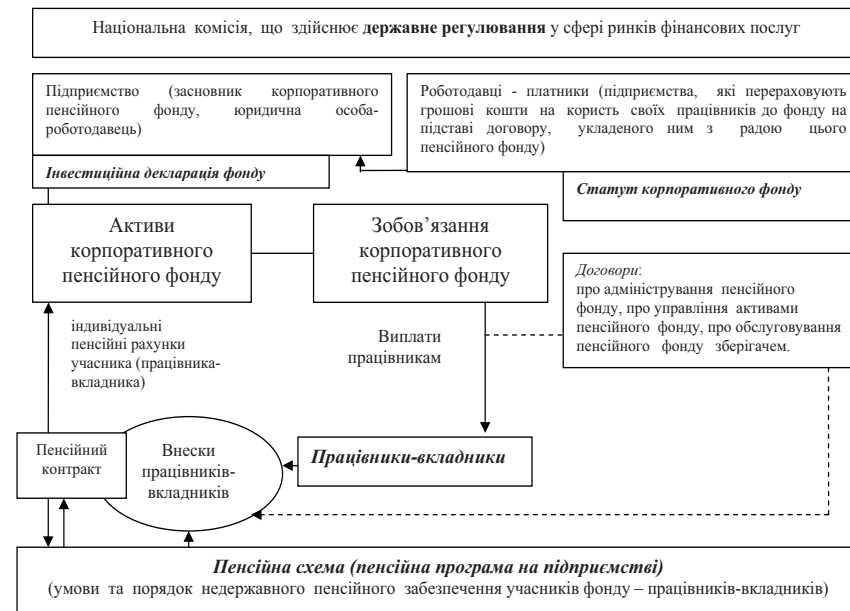 Національна комісія, що здійснює державне регулювання у сфері ринків фінансових послуг
Підприємство (засновник корпоративного
пенсійного фонду, юридична особа-
роботодавець)
Роботодавці - платники (підприємства, які перераховують
грошові кошти на користь своїх працівників до фонду на
підставі договору, укладеного ним з радою цього
пенсійного фонду)
Інвестиційна декларація фонду
Статут корпоративного фонду
Активи
корпоративного
пенсійного фонду
Зобов’язання
корпоративного
пенсійного фонду
Договори:
про адміністрування пенсійного
фонду, про управління активами
пенсійного фонду, про обслуговування
пенсійного фонду зберігачем.
індивідуальні
пенсійні рахунки
учасника (працівника-
вкладника)
Виплати
працівникам
Пенсійний
контракт
Внески
працівників-
вкладників
Працівники-вкладники
Пенсійна схема (пенсійна програма на підприємстві)
(умови та порядок недержавного пенсійного забезпечення учасників фонду – працівників-вкладників)